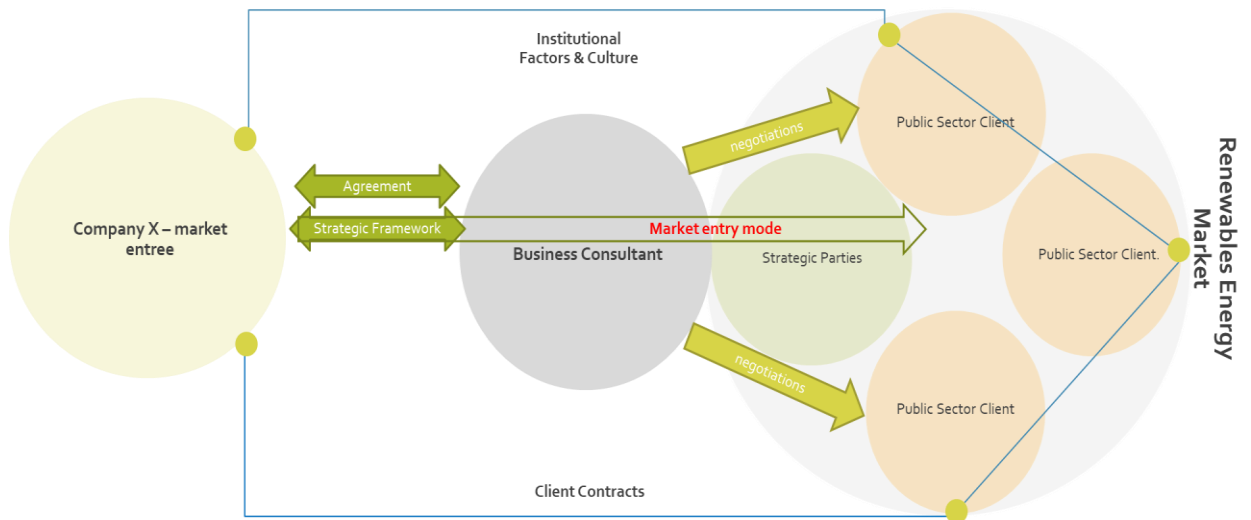 Institutional
Factors & Culture
Public Sector Client
negotiations
Agreement
Strategic Framework
Market entry mode
Company X – market
entree
Business Consultant
Strategic Parties
Public Sector Client.
Renewables Energy
Market
negotiations
Public Sector Client
Client Contracts